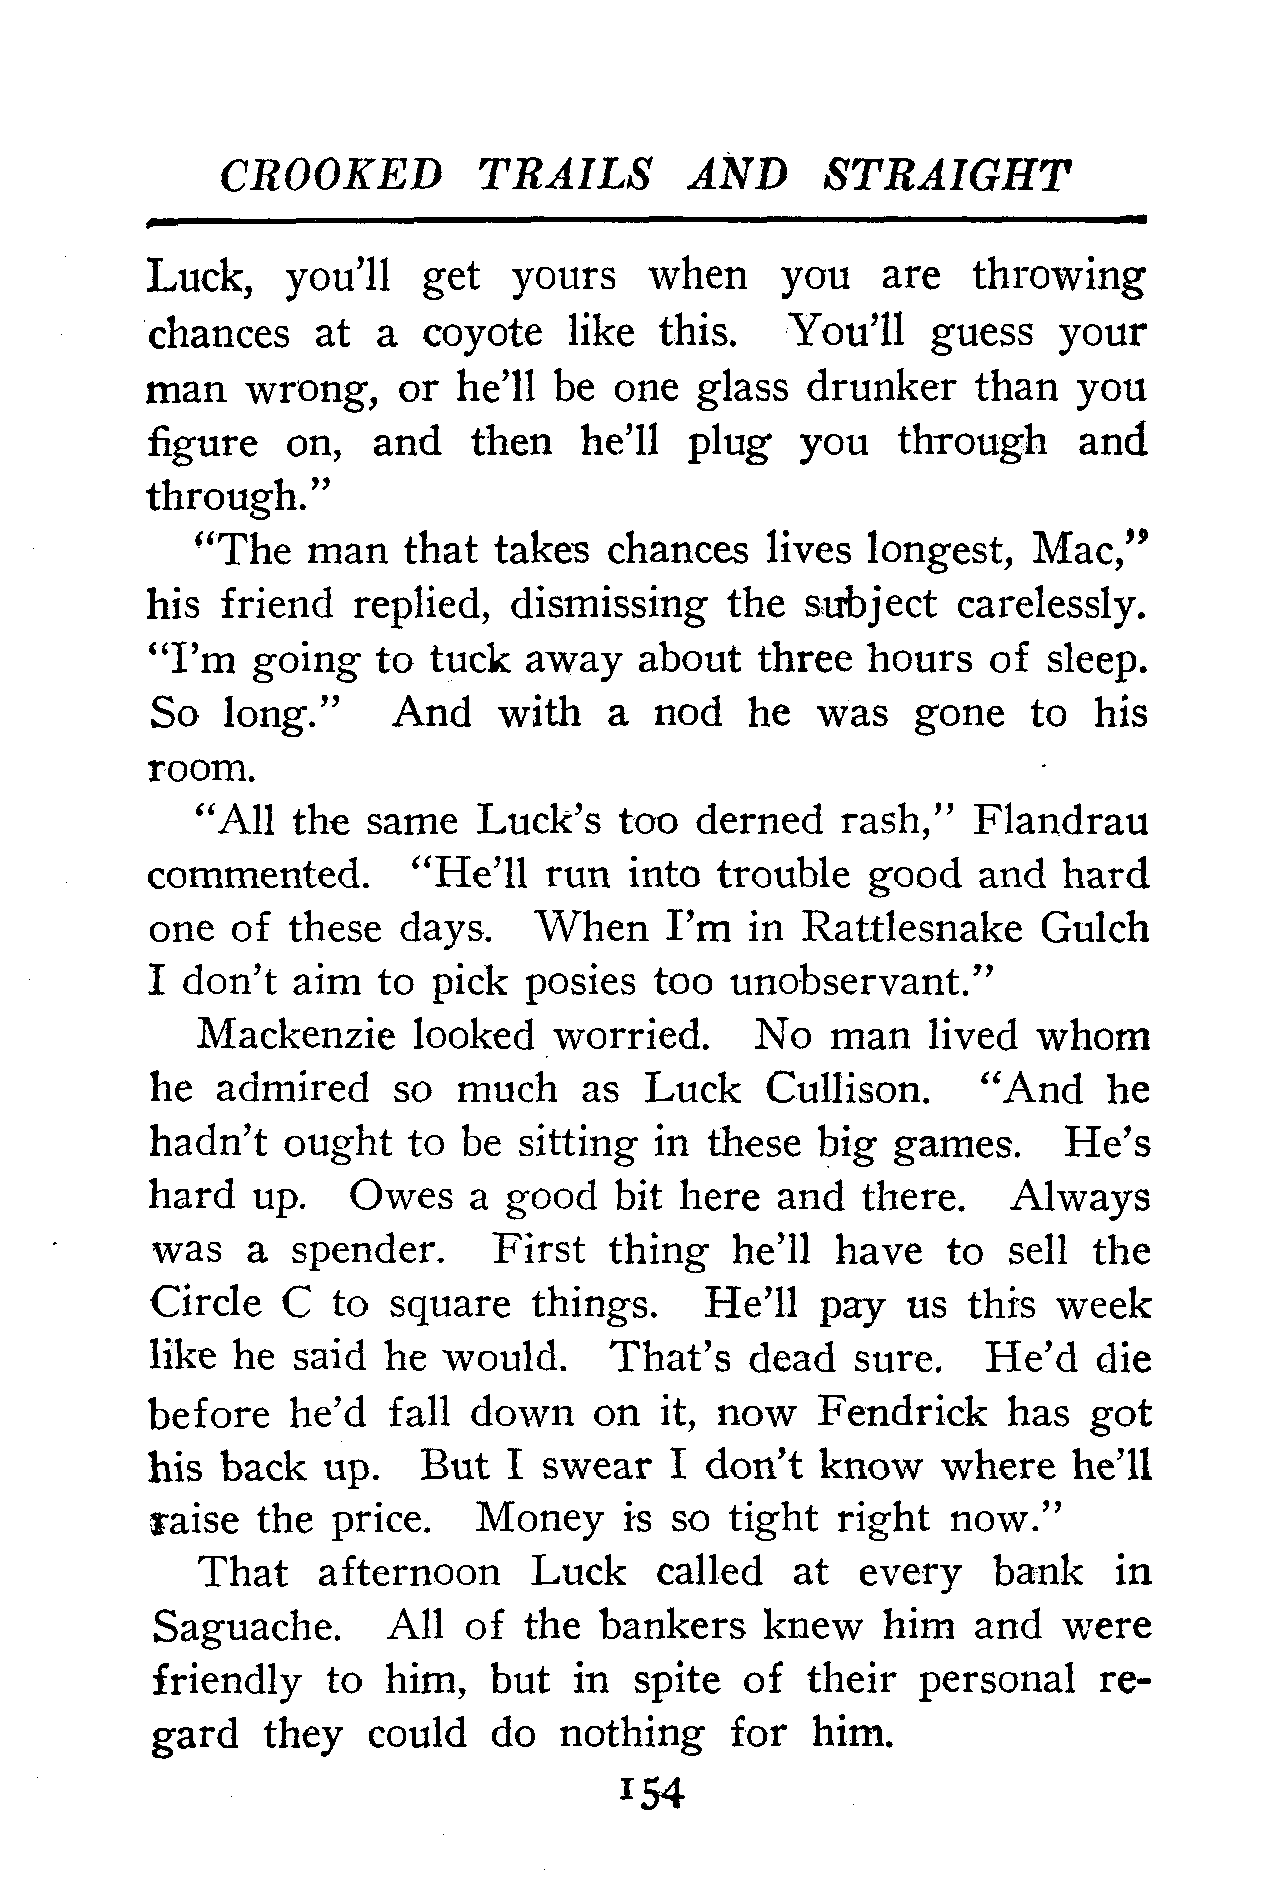 CROOKED TRAILS AND STRAIGHT
Luck, you'll get yours when you are throwing
chances at a coyote like this. You'll guess your
man wrong, or he'll be one glass drunker than you
figure on, and then he'll plug you through and
through."
"The man that takes chances lives longest, Mac,"
his friend replied, dismissing the subject carelessly.
"I'm going to tuck away about three hours of sleep.
So long." And with a nod he was gone to his
room.
"All the same Luck's too derned rash," Flandrau
commented. "He'll run into trouble good and hard
one of these days. When I'm in Rattlesnake Gulch
I don't aim to pick posies too unobservant."
Mackenzie looked worried. No man lived whom
he admired so much as Luck Cullison. "And he
hadn't ought to be sitting in these big games. He's
hard up. Owes a good bit here and there. Always
was a spender. First thing he'll have to sell the
Circle C to square things. He'll pay us this week
like he said he would. That's dead sure. He'd die
before he'd fall down on it, now Fendrick has got
his back up. But I swear I don't know where he'll
raise the price. Money is so tight right now."
That afternoon Luck called at every bank in
Saguache. All of the bankers knew him and were
friendly to him, but in spite of their personal re-
gard they could do nothing for him.
154